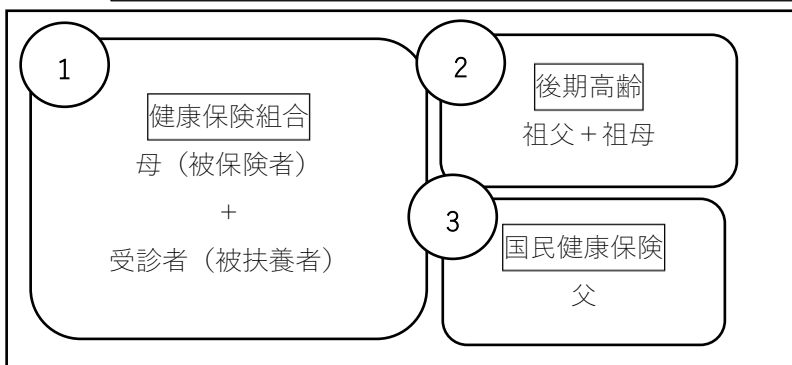 1
健康保険組合
母（被保険者）
+
受診者（被扶養者）
2
後期高齢
祖父＋祖母
3
国民健康保険
父